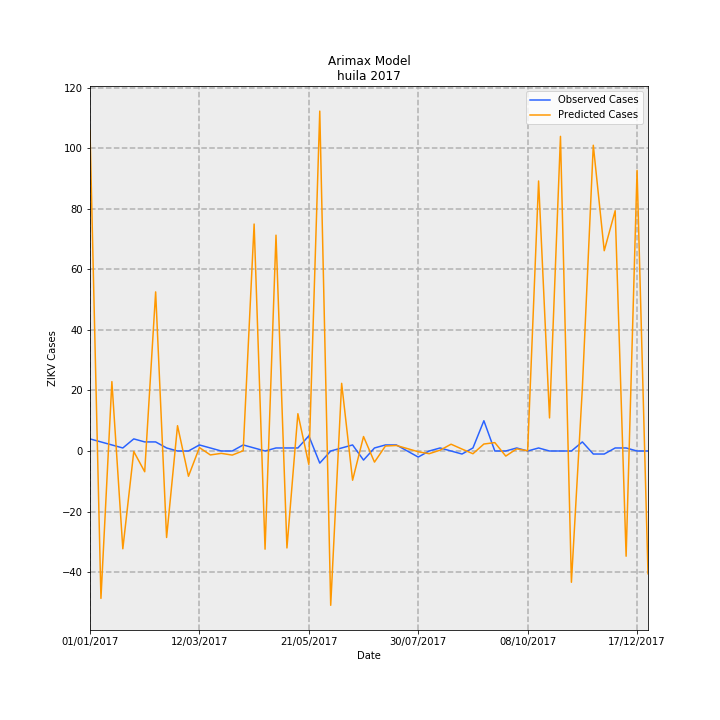 Arimax Model
huila 2017
Observed Cases
Predicted Cases
120
100
80
60
40
20
0
−20
−40
ZIKV Cases
01/01/2017 12/03/2017 21/05/2017 30/07/2017 08/10/2017 17/12/2017
Date